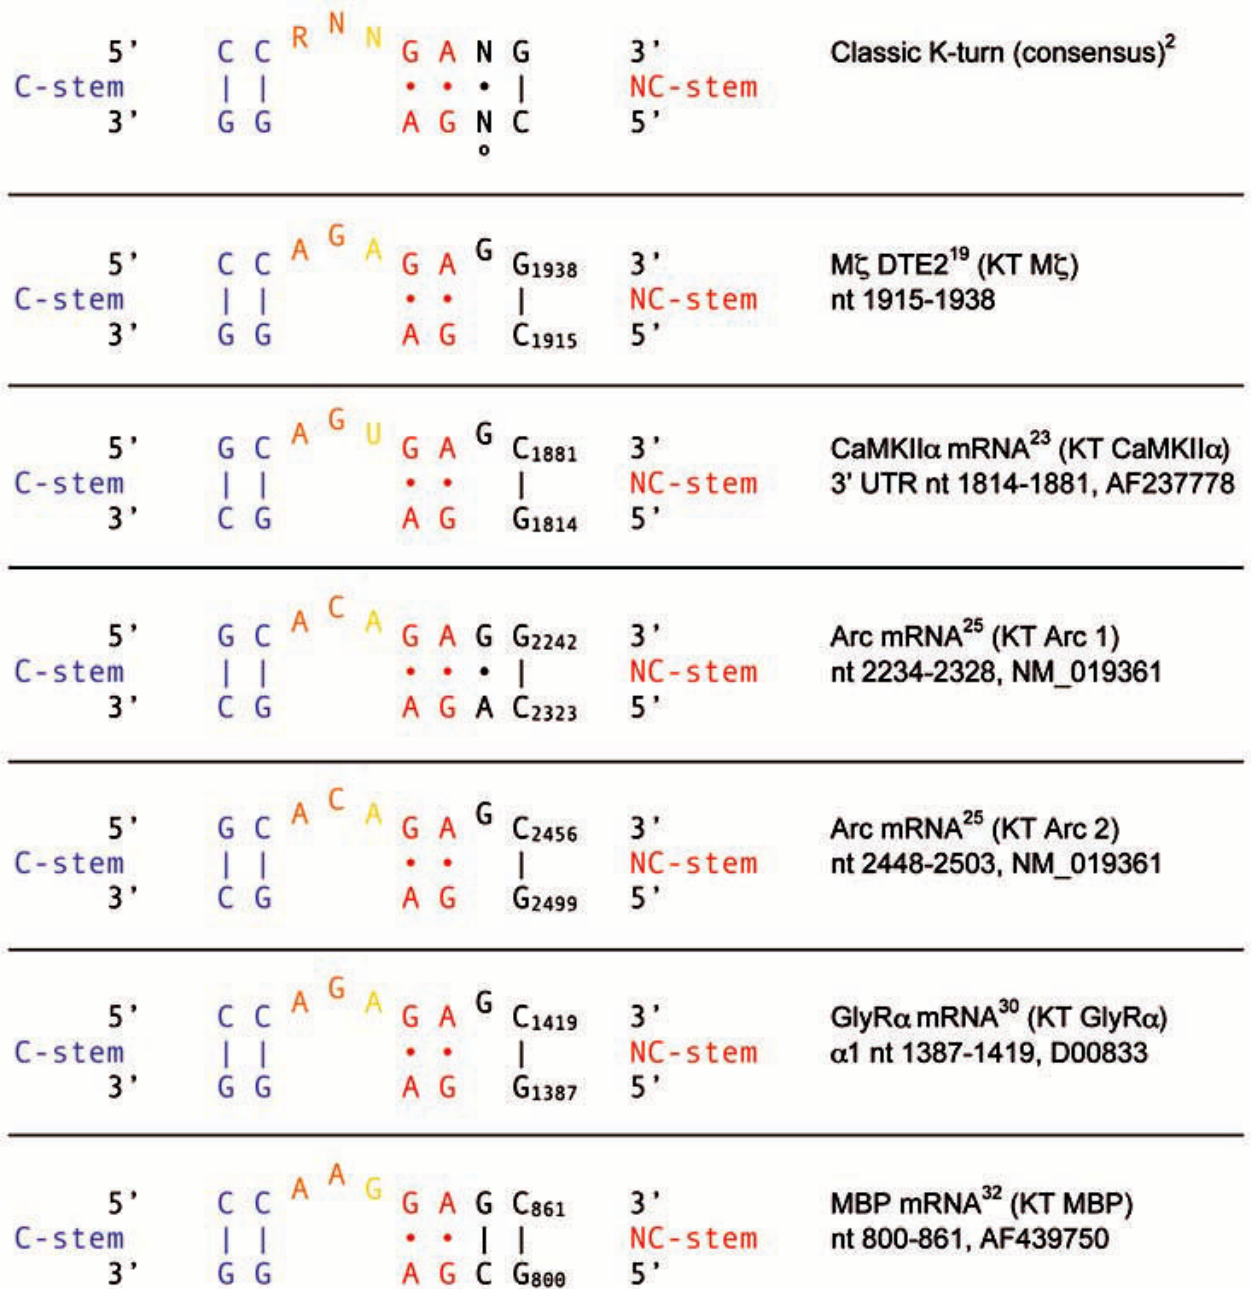 R N N
5’ C C G A N G 3’ Classic K-turn (consensus)2
C-stem | | • • • | NC-stem
3’ G G A G N C 5’
o
A G A G
5’ C C G A G1938 3’ Mζ DTE219 (KT Mζ)
C-stem | | • • | NC-stem nt 1915-1938
3’ G G A G C1915 5’
A G U G
5’ G C G A C1881 3’ CaMKIIα mRNA23 (KT CaMKIIα)
C-stem | | • • | NC-stem 3’ UTR nt 1814-1881, AF237778
3’ C G A G G1814 5’
A C A
5’ G C G A G G2242 3’ Arc mRNA25 (KT Arc 1)
C-stem | | • • • | NC-stem nt 2234-2328, NM_019361
3’ C G A G A C2323 5’
A C A G
5’ G C G A C2456 3’ Arc mRNA25 (KT Arc 2)
C-stem | | • • | NC-stem nt 2448-2503, NM_019361
3’ C G A G G2499 5’
A G A G
5’ C C G A C1419 3’ GlyRα mRNA30 (KT GlyRα)
C-stem | | • • | NC-stem α1 nt 1387-1419, D00833
3’ G G A G G1387 5’
A A G
5’ C C G A G C861 3’ MBP mRNA32 (KT MBP)
C-stem | | • • | | NC-stem nt 800-861, AF439750
3’ G G A G C G800 5’